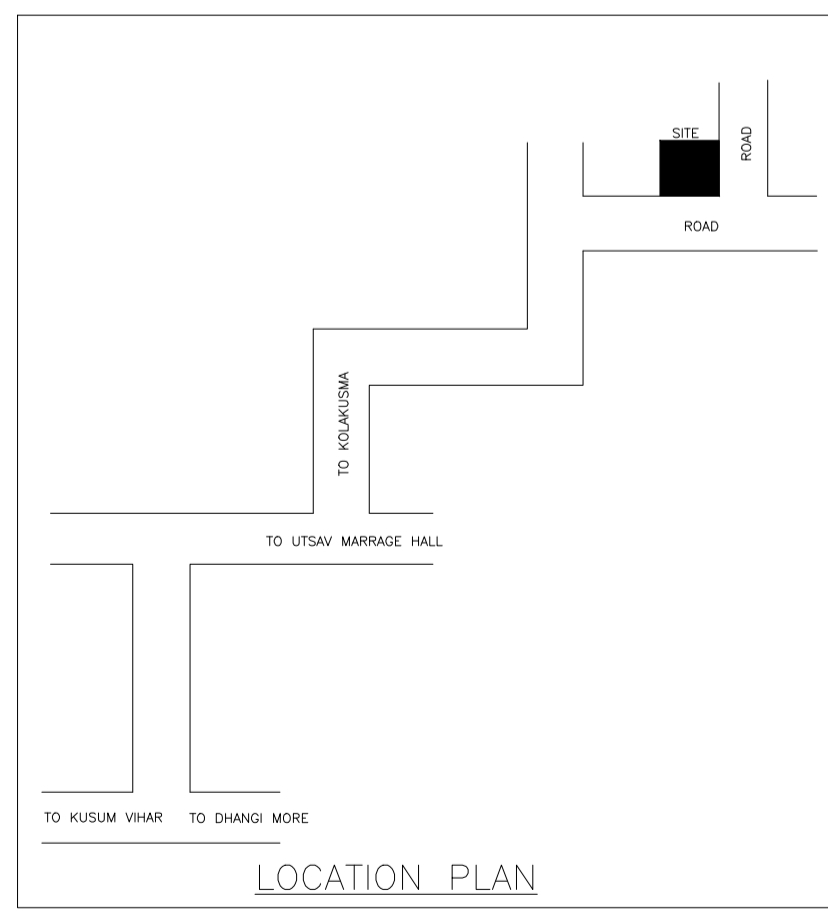 SITE
ROAD
ROAD
TO KOLAKUSMA
TO UTSAV MARRAGE HALL
TO KUSUM VIHAR
TO DHANGI MORE
LOCATION PLAN